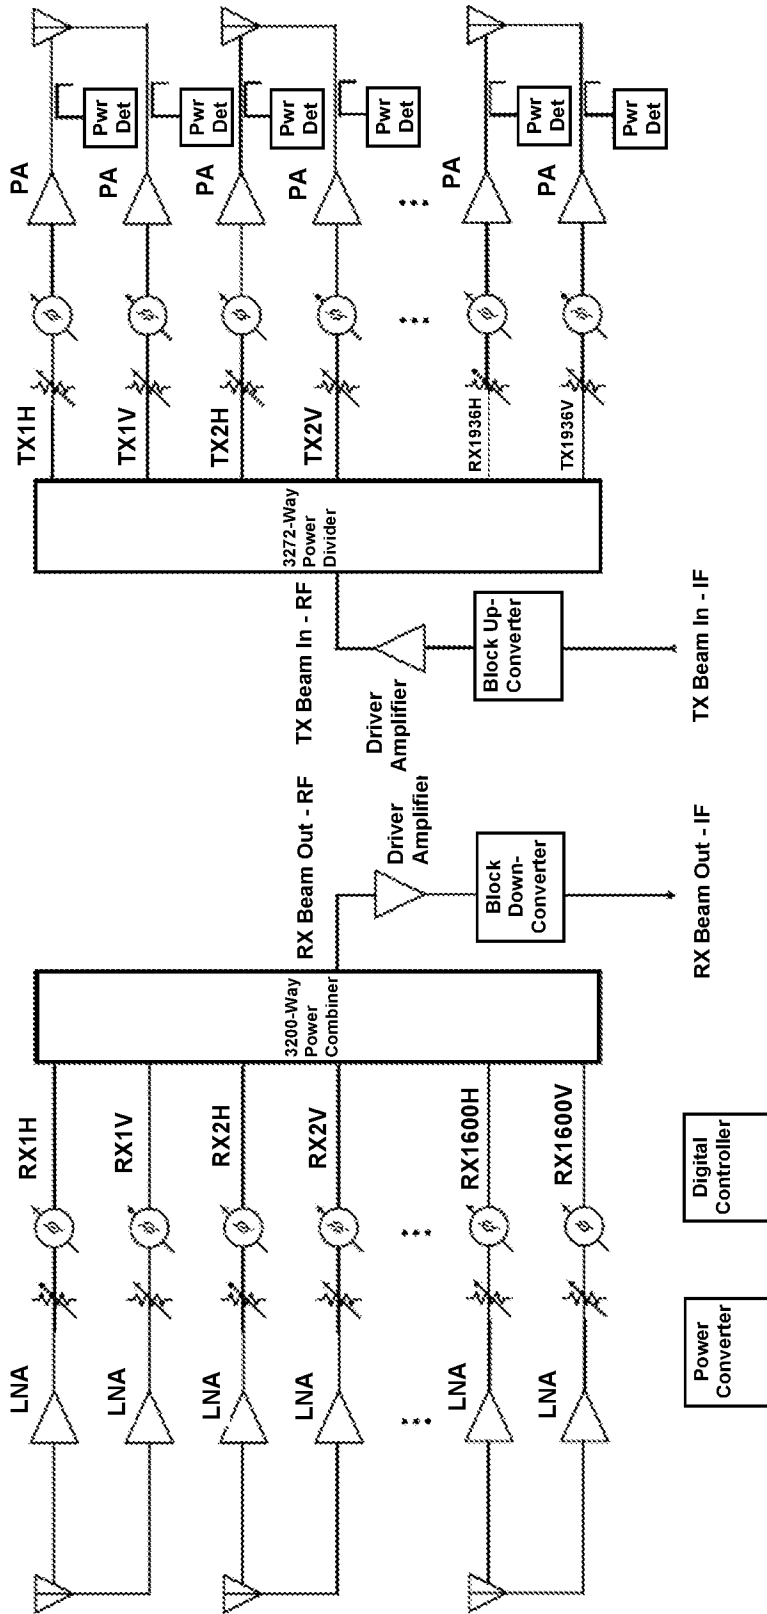 LNA
RX1H
LNA
RX1V
LNA
RX2H
LNA
RX2V
LNA
RX1600H
LNA
RX1600V
ϕ
ϕ
ϕ
ϕ
ϕ
ϕ
3200-Way
Power
Combiner
RX Beam Out - RF
Driver
Amplifier
Block
Down-
Converter
RX Beam Out - IF
Power
Converter
Digital
Controller
TX Beam In - RF
Driver
Amplifier
Block Up-
Converter
TX Beam In - IF
3272-Way
Power
Divider
TX1H
PA
Pwr
Det
TX1V
PA
Pwr
Det
TX2H
PA
Pwr
Det
TX2V
PA
Pwr
Det
RX1936H
PA
Pwr
Det
TX1936V
PA
Pwr
Det
ϕ
ϕ
ϕ
ϕ
ϕ
ϕ